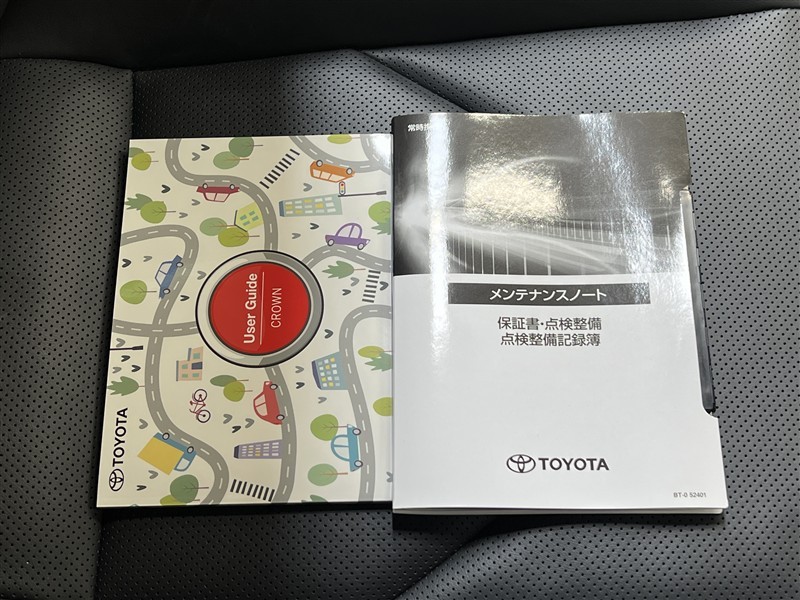 User Guide
CROWN
TOYOTA
常時携
メンテナンスノート
保証書・点検整備
点検整備記録簿
TOYOTA
BT-0 52401